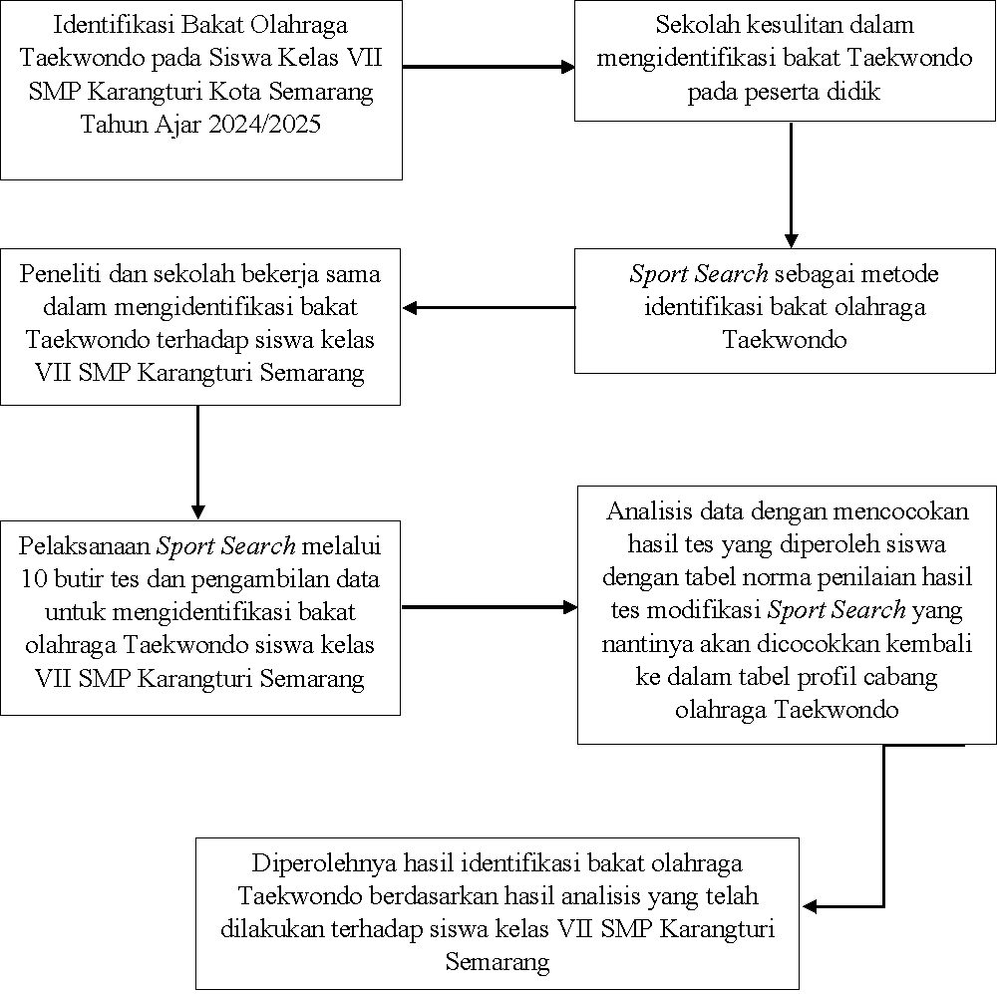 Identifikasi Bakat Olahraga
Taekwondo pada Siswa Kelas VII
SMP Karangturi Kota Semarang
Tahun Ajar 2024/2025
Sekolah kesulitan dalam
mengidentifikasi bakat Taekwondo
pada peserta didik
Sport Search sebagai metode
identifikasi bakat olahraga
Taekwondo
Peneliti dan sekolah bekerja sama
dalam mengidentifikasi bakat
Taekwondo terhadap siswa kelas
VII SMP Karangturi Semarang
Pelaksanaan Sport Search melalui
10 butir tes dan pengambilan data
untuk mengidentifikasi bakat
olahraga Taekwondo siswa kelas
VII SMP Karangturi Semarang
Analisis data dengan mencocokan
hasil tes yang diperoleh siswa
dengan tabel norma penilaian hasil
tes modifikasi Sport Search yang
nantinya akan dicocokkan kembali
ke dalam tabel profil cabang
olahraga Taekwondo
Diperolehnya hasil identifikasi bakat olahraga
Taekwondo berdasarkan hasil analisis yang telah
dilakukan terhadap siswa kelas VII SMP Karangturi
Semarang